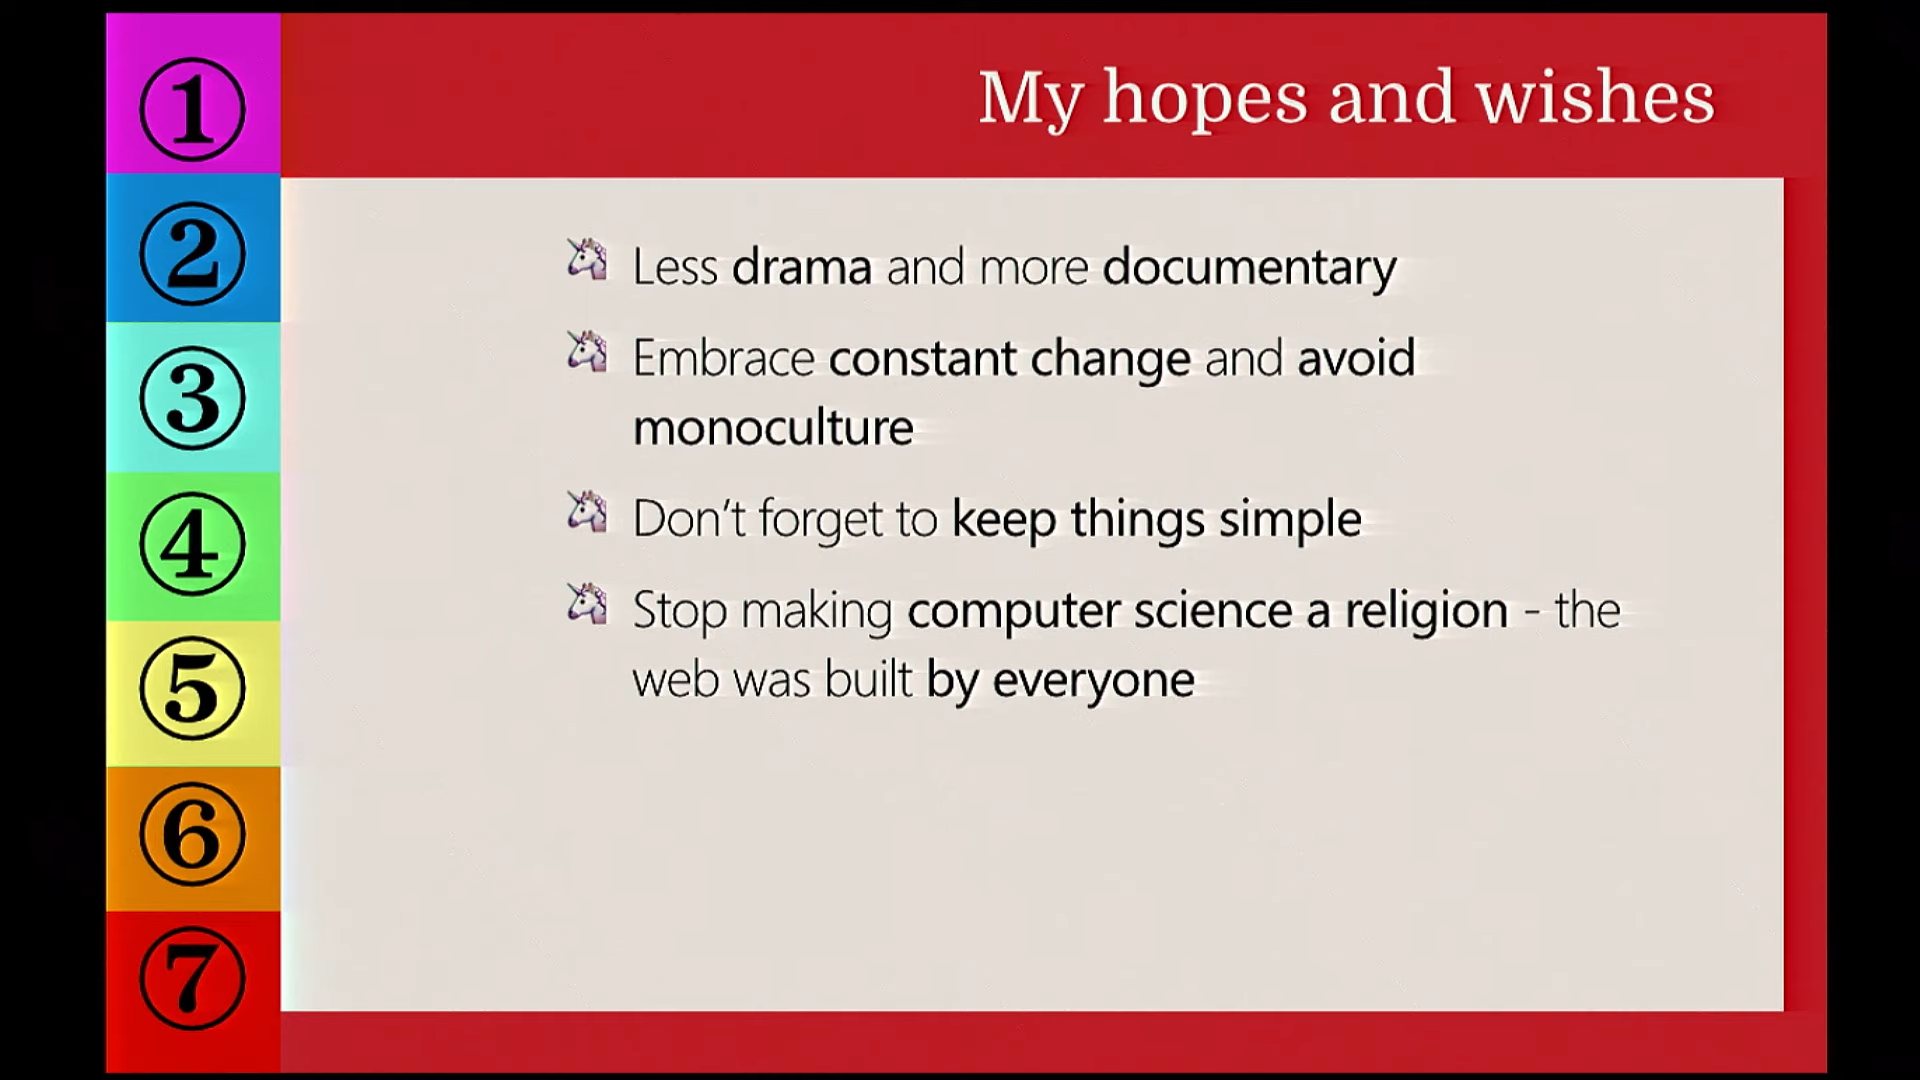 My hopes and wishes
①
②
③
④
⑤
⑥
⑦
Less drama and more documentary
Embrace constant change and avoid
monoculture
Don’t forget to keep things simple
Stop making computer science a religion - the
web was built by everyone